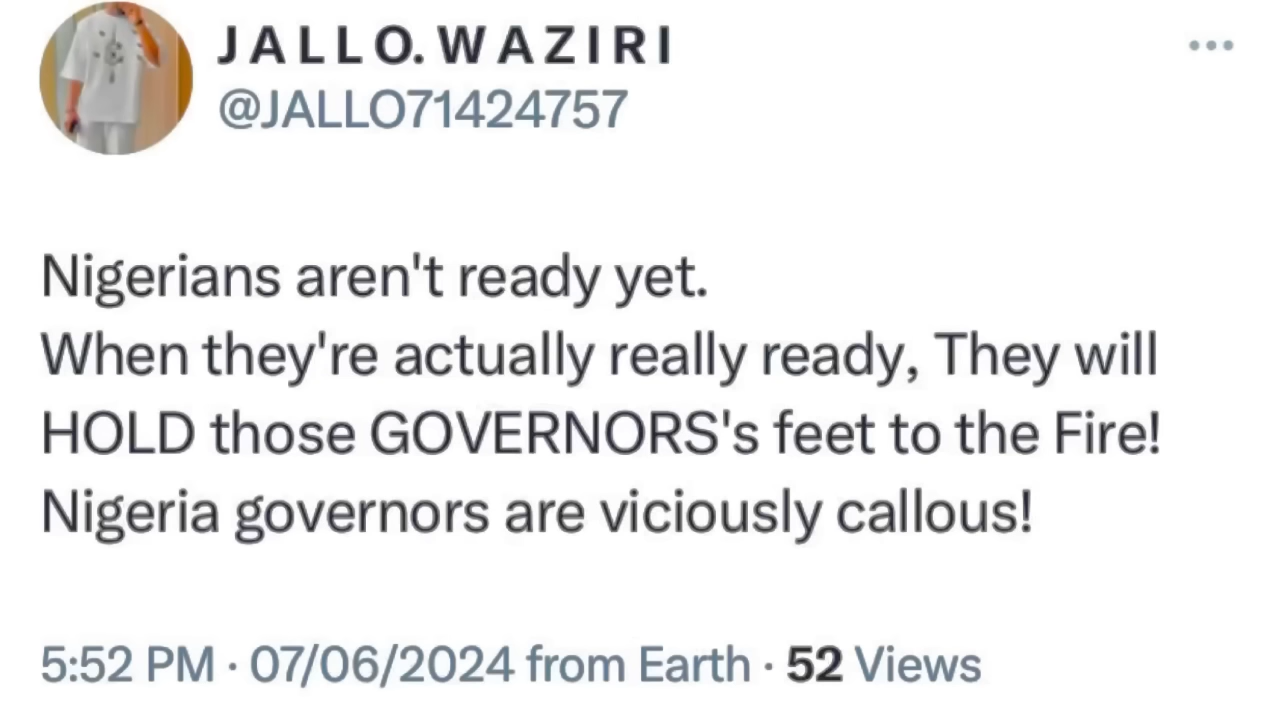 JALLO. WAZIRI
@JALLO71424757
Nigerians aren't ready yet.
When they're actually really ready, They will
HOLD those GOVERNORS's feet to the Fire!
Nigeria governors are viciously callous!
5:52 PM · 07/06/2024 from Earth · 52 Views